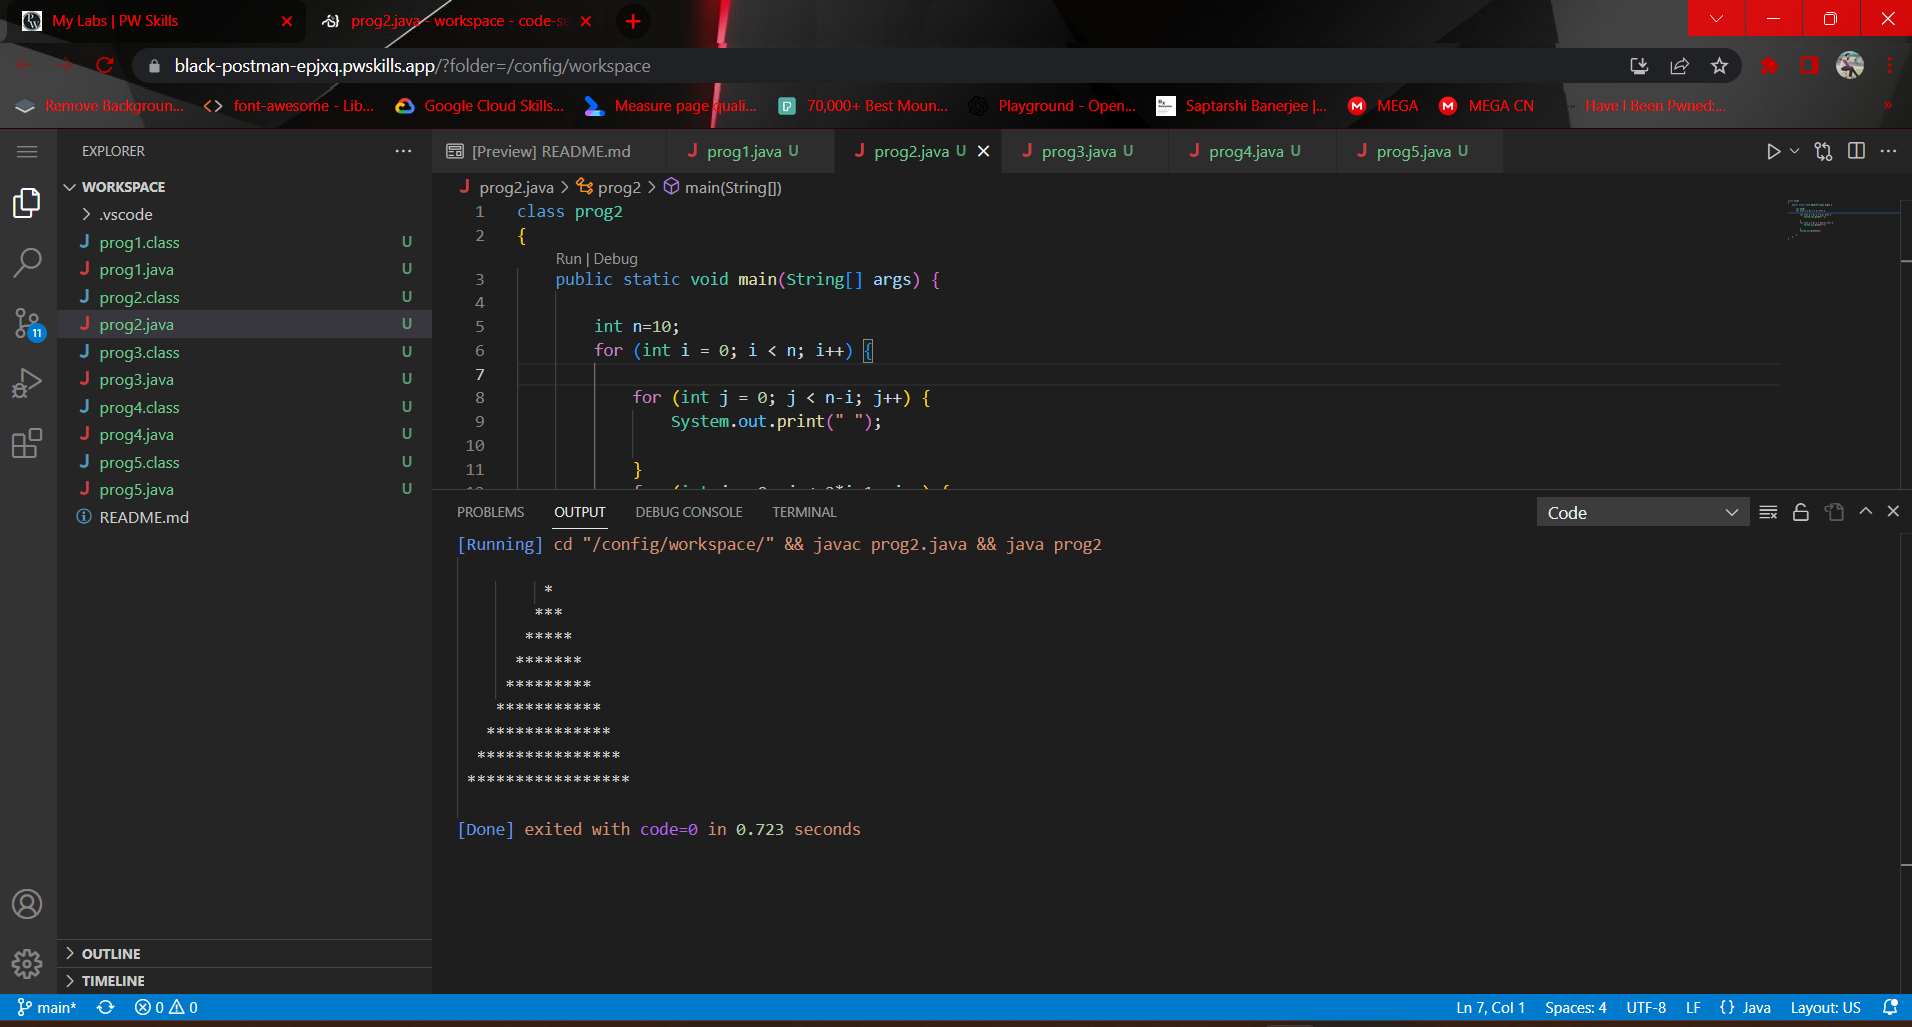 My Labs | PW Skills
prog2.java - workspace - code-se
black-postman-epjxq.pwskills.app/?folder=/config/workspace
Remove Backgroun...
font-awesome - Lib...
Google Cloud Skills...
Measure page quali...
70,000+ Best Moun...
Playground - Open...
Saptarshi Banerjee |...
MEGA
MEGA CN
Have I Been Pwned:...
EXPLORER
WORKSPACE
.vscode
prog1.class U
prog1.java U
prog2.class U
prog2.java U
prog3.class U
prog3.java U
prog4.class U
prog4.java U
prog5.class U
prog5.java U
README.md
11
OUTLINE
TIMELINE
[Preview] README.md
prog1.java U
prog2.java U
prog3.java U
prog4.java U
prog5.java U
prog2.java > prog2 > main(String[])
1 class prog2
2 {
Run | Debug
3 public static void main(String[] args) {
4
5 int n=10;
6 for (int i = 0; i < n; i++) {
7
8 for (int j = 0; j < n-i; j++) {
9 System.out.print(" ");
10
11 }
PROBLEMS OUTPUT DEBUG CONSOLE TERMINAL
Code
[Running] cd "/config/workspace/" && javac prog2.java && java prog2
*
***
*****
*******
*********
***********
*************
***************
*****************
[Done] exited with code=0 in 0.723 seconds
main* 0 0
Ln 7, Col 1 Spaces: 4 UTF-8 LF {} Java Layout: US